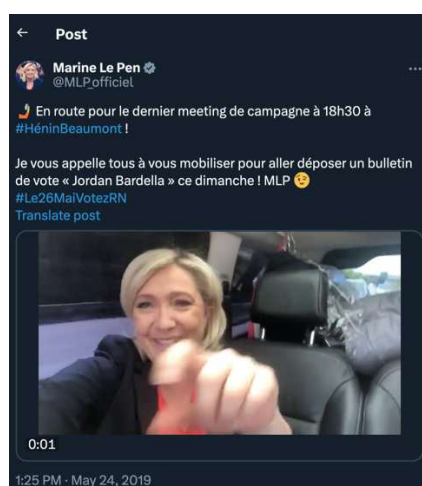 Post
Marine Le Pen
@MLP_officiel
En route pour le dernier meeting de campagne à 18h30 à
#HéninBeaumont !
Je vous appelle tous à vous mobiliser pour aller déposer un bulletin
de vote « Jordan Bardella » ce dimanche ! MLP 😉
#Le26MaiVotezRN
Translate post
0:01
1:25 PM · May 24, 2019